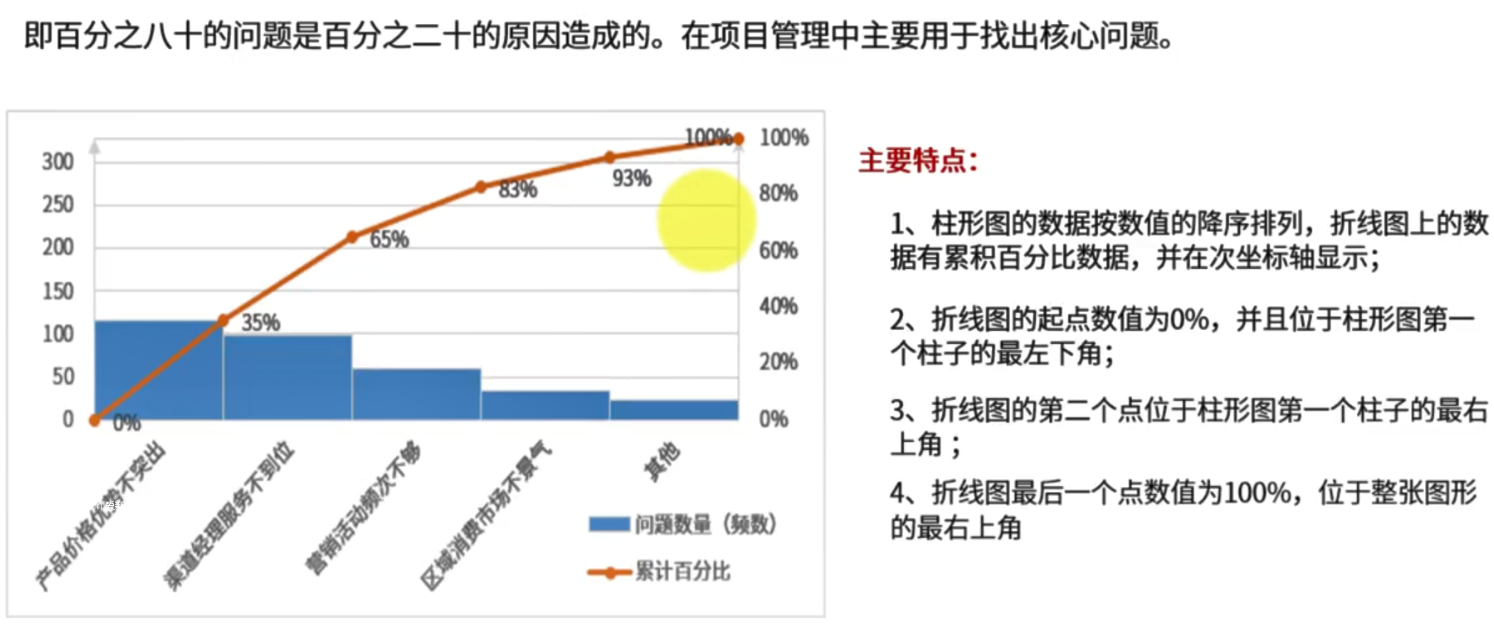 即百分之八十的问题是百分之二十的原因造成的。在项目管理中主要用于找出核心问题。
300
250
200
150
100
50
0
100%
80%
60%
40%
20%
0%
0%
35%
65%
83%
93%
100%
产品价格优势不突出
渠道经理服务不到位
营销活动频次不够
区域消费市场不景气
其他
问题数量（频数）
累计百分比
主要特点：
1、柱形图的数据按数值的降序排列，折线图上的数
据有累积百分比数据，并在次坐标轴显示；
2、折线图的起点数值为0%，并且位于柱形图第一
个柱子的最左下角；
3、折线图的第二个点位于柱形图第一个柱子的最右
上角；
4、折线图最后一个点数值为100%，位于整张图形
的最右上角